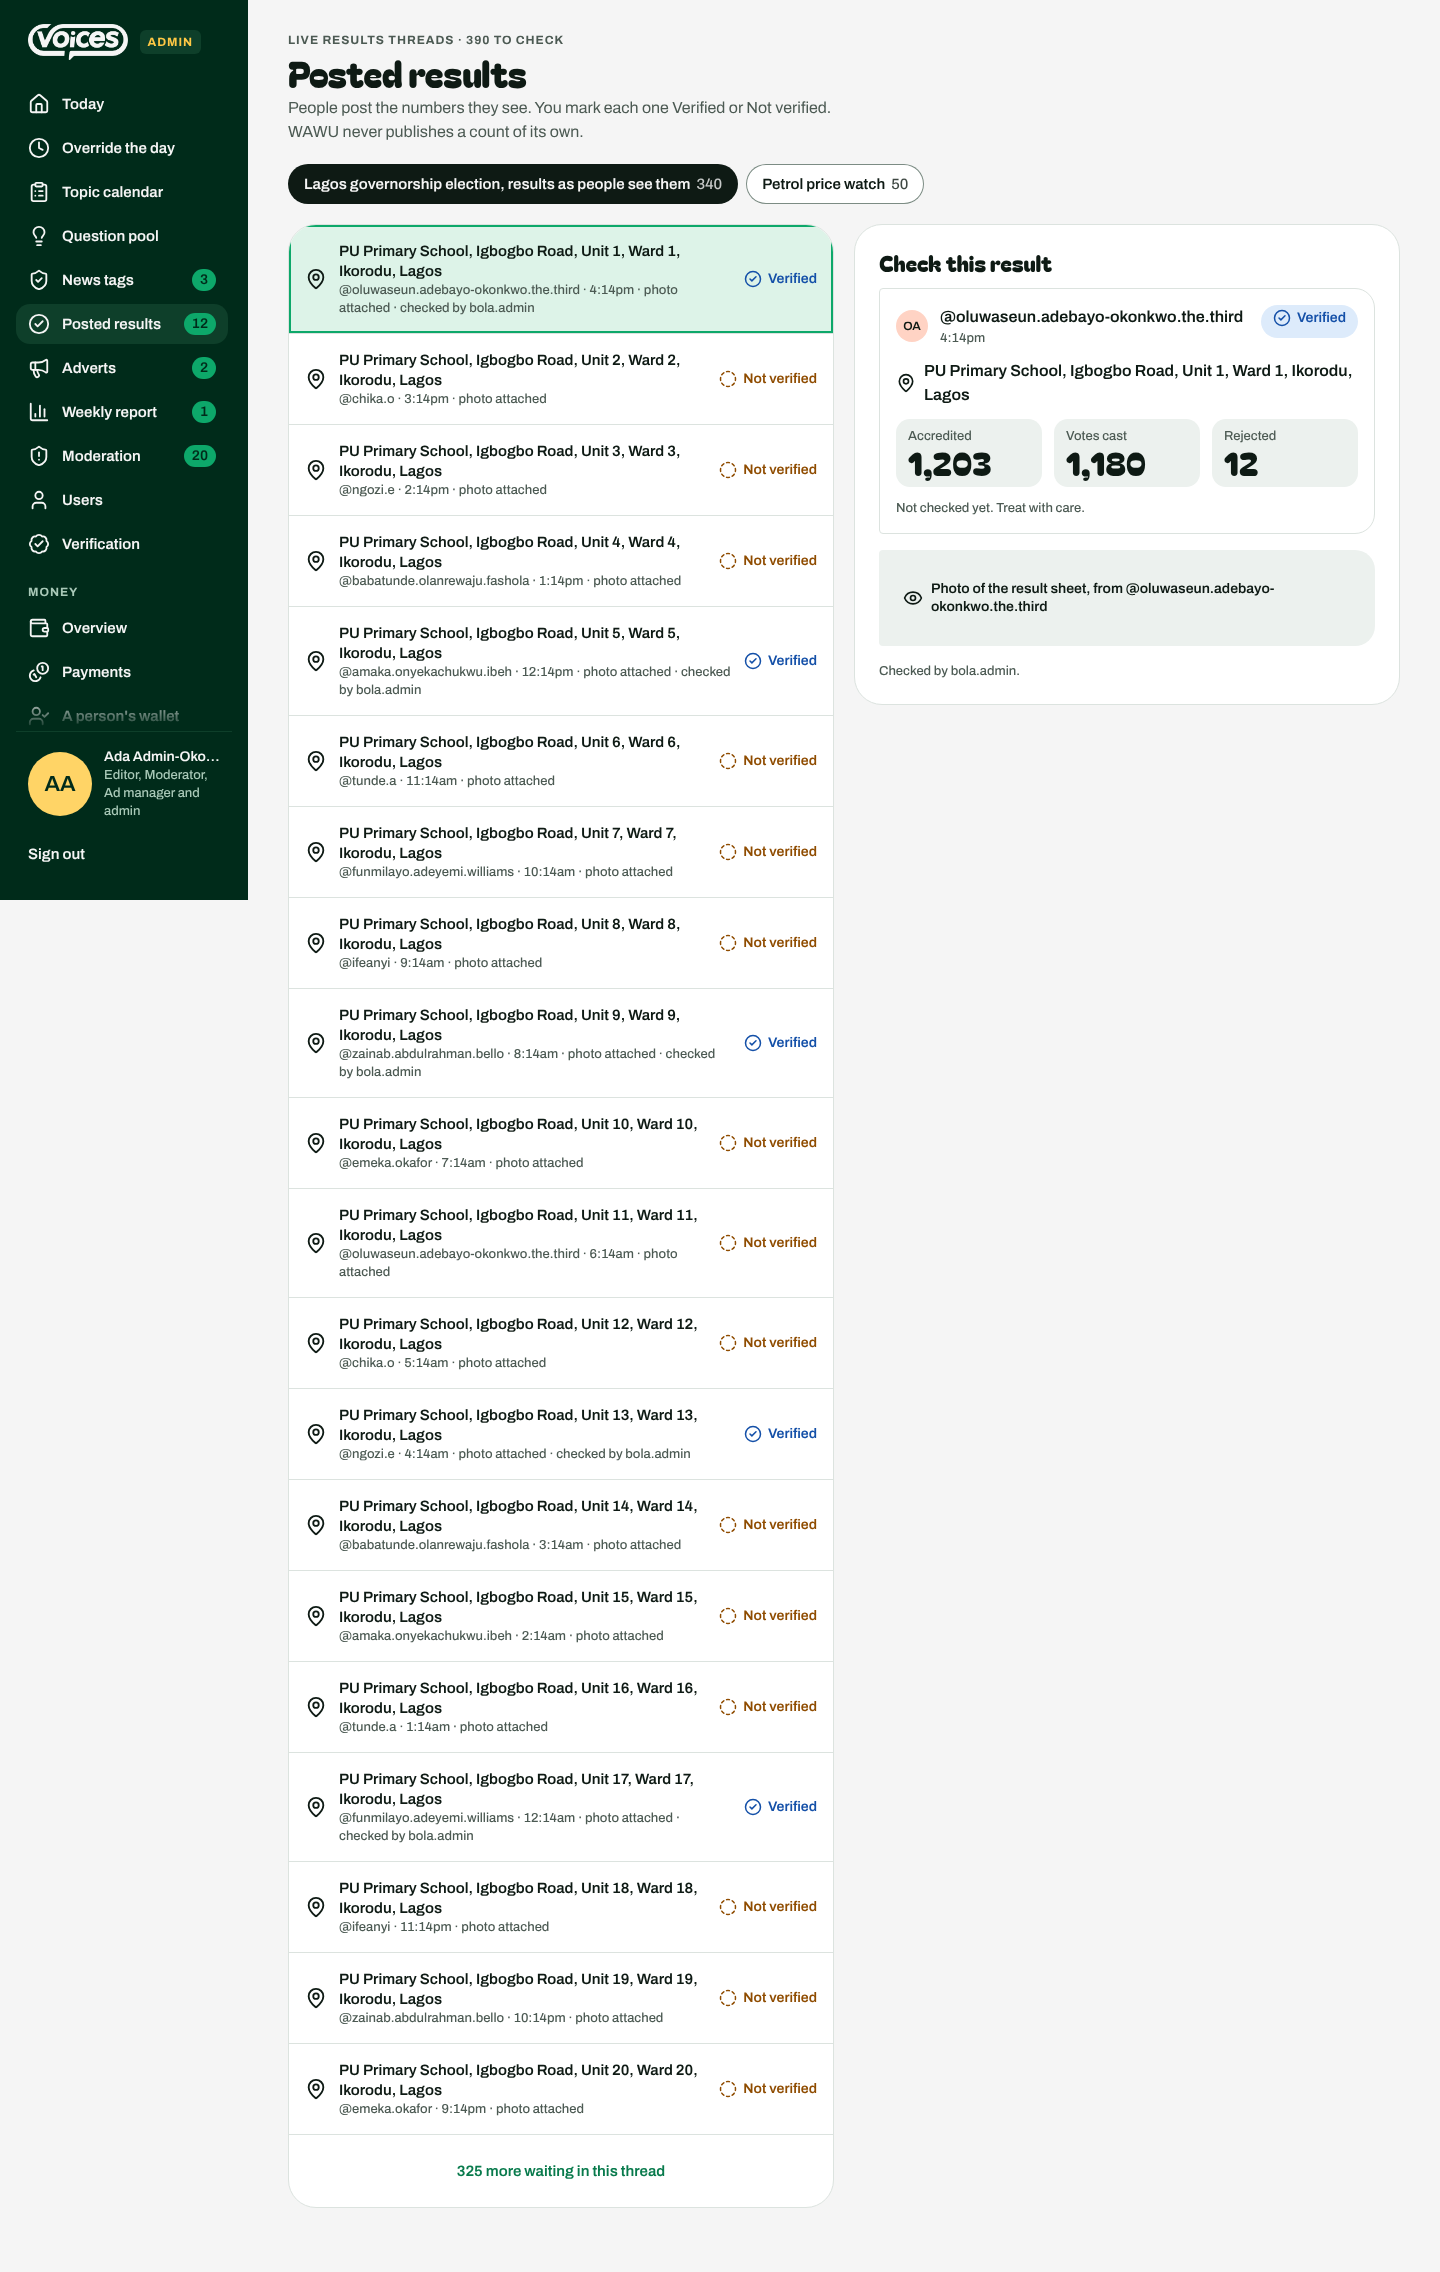 Voices
ADMIN
Today
Override the day
Topic calendar
Question pool
News tags 3
Posted results 12
Adverts 2
Weekly report 1
Moderation 20
Users
Verification
MONEY
Overview
Payments
A person's wallet
AA
Ada Admin-Oko...
Editor, Moderator,
Ad manager and
admin
Sign out
LIVE RESULTS THREADS · 390 TO CHECK
Posted results
People post the numbers they see. You mark each one Verified or Not verified.
WAWU never publishes a count of its own.
Lagos governorship election, results as people see them 340
Petrol price watch 50
PU Primary School, Igbogbo Road, Unit 1, Ward 1,
Ikorodu, Lagos
@oluwaseun.adebayo-okonkwo.the.third · 4:14pm · photo
attached · checked by bola.admin
Verified
PU Primary School, Igbogbo Road, Unit 2, Ward 2,
Ikorodu, Lagos
@chika.o · 3:14pm · photo attached
Not verified
PU Primary School, Igbogbo Road, Unit 3, Ward 3,
Ikorodu, Lagos
@ngozi.e · 2:14pm · photo attached
Not verified
PU Primary School, Igbogbo Road, Unit 4, Ward 4,
Ikorodu, Lagos
@babatunde.olanrewaju.fashola · 1:14pm · photo attached
Not verified
PU Primary School, Igbogbo Road, Unit 5, Ward 5,
Ikorodu, Lagos
@amaka.onyekachukwu.ibeh · 12:14pm · photo attached · checked
by bola.admin
Verified
PU Primary School, Igbogbo Road, Unit 6, Ward 6,
Ikorodu, Lagos
@tunde.a · 11:14am · photo attached
Not verified
PU Primary School, Igbogbo Road, Unit 7, Ward 7,
Ikorodu, Lagos
@funmilayo.adeyemi.williams · 10:14am · photo attached
Not verified
PU Primary School, Igbogbo Road, Unit 8, Ward 8,
Ikorodu, Lagos
@ifeanyi · 9:14am · photo attached
Not verified
PU Primary School, Igbogbo Road, Unit 9, Ward 9,
Ikorodu, Lagos
@zainab.abdulrahman.bello · 8:14am · photo attached · checked
by bola.admin
Verified
PU Primary School, Igbogbo Road, Unit 10, Ward 10,
Ikorodu, Lagos
@emeka.okafor · 7:14am · photo attached
Not verified
PU Primary School, Igbogbo Road, Unit 11, Ward 11,
Ikorodu, Lagos
@oluwaseun.adebayo-okonkwo.the.third · 6:14am · photo
attached
Not verified
PU Primary School, Igbogbo Road, Unit 12, Ward 12,
Ikorodu, Lagos
@chika.o · 5:14am · photo attached
Not verified
PU Primary School, Igbogbo Road, Unit 13, Ward 13,
Ikorodu, Lagos
@ngozi.e · 4:14am · photo attached · checked by bola.admin
Verified
PU Primary School, Igbogbo Road, Unit 14, Ward 14,
Ikorodu, Lagos
@babatunde.olanrewaju.fashola · 3:14am · photo attached
Not verified
PU Primary School, Igbogbo Road, Unit 15, Ward 15,
Ikorodu, Lagos
@amaka.onyekachukwu.ibeh · 2:14am · photo attached
Not verified
PU Primary School, Igbogbo Road, Unit 16, Ward 16,
Ikorodu, Lagos
@tunde.a · 1:14am · photo attached
Not verified
PU Primary School, Igbogbo Road, Unit 17, Ward 17,
Ikorodu, Lagos
@funmilayo.adeyemi.williams · 12:14am · photo attached ·
checked by bola.admin
Verified
PU Primary School, Igbogbo Road, Unit 18, Ward 18,
Ikorodu, Lagos
@ifeanyi · 11:14pm · photo attached
Not verified
PU Primary School, Igbogbo Road, Unit 19, Ward 19,
Ikorodu, Lagos
@zainab.abdulrahman.bello · 10:14pm · photo attached
Not verified
PU Primary School, Igbogbo Road, Unit 20, Ward 20,
Ikorodu, Lagos
@emeka.okafor · 9:14pm · photo attached
Not verified
325 more waiting in this thread
Check this result
OA
@oluwaseun.adebayo-okonkwo.the.third
4:14pm
Verified
PU Primary School, Igbogbo Road, Unit 1, Ward 1, Ikorodu,
Lagos
Accredited
1,203
Votes cast
1,180
Rejected
12
Not checked yet. Treat with care.
Photo of the result sheet, from @oluwaseun.adebayo-
okonkwo.the.third
Checked by bola.admin.